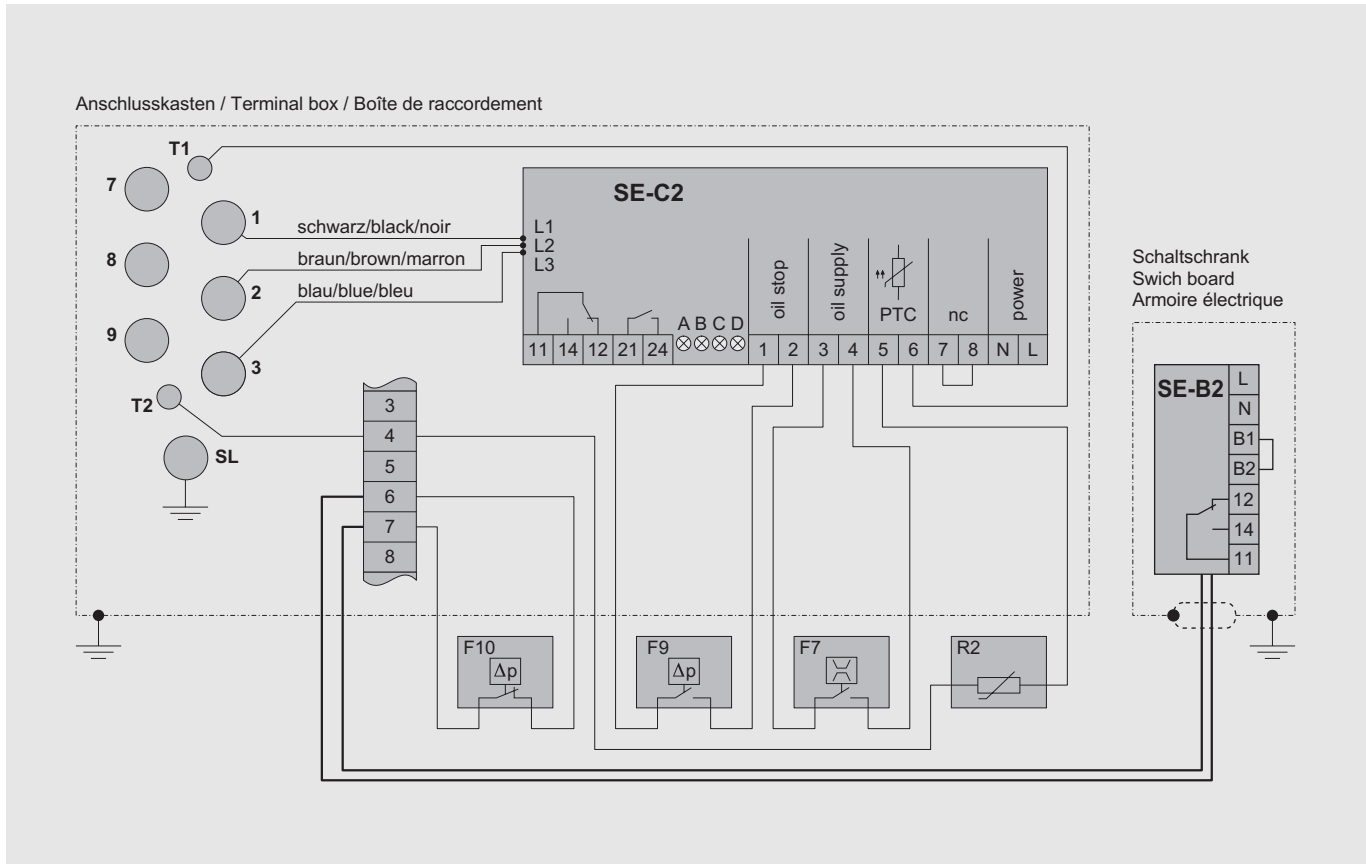 Anschlusskasten / Terminal box / Boîte de raccordement
T1
7
1
8
2
9
3
T2
SL
schwarz/black/noir
braun/brown/marron
blau/blue/bleu
SE-C2
L1
L2
L3
A B C D
oil stop
oil supply
PTC
nc
power
11 14 12 21 24
1 2 3 4 5 6 7 8 N L
3
4
5
6
7
8
Schaltschrank
Swich board
Armoire électrique
SE-B2
L
N
B1
B2
12
14
11
F10
Δp
F9
Δp
F7
R2